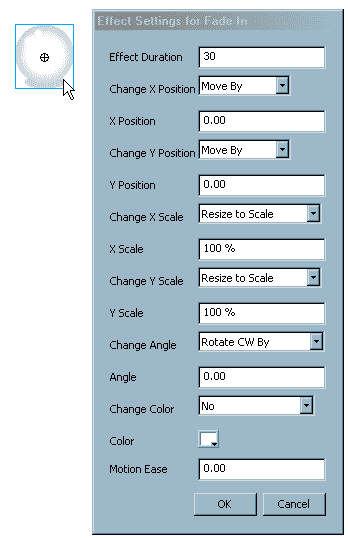 Effect Settings for Fade In
Effect Duration 30
Change X Position Move By
X Position 0.00
Change Y Position Move By
Y Position 0.00
Change X Scale Resize to Scale
X Scale 100 %
Change Y Scale Resize to Scale
Y Scale 100 %
Change Angle Rotate CW By
Angle 0.00
Change Color No
Color
Motion Ease 0.00
OK Cancel